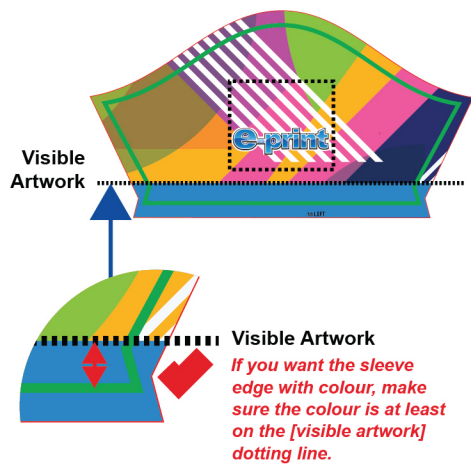 e-print
Visible
Artwork
LEFT
Visible Artwork
If you want the sleeve
edge with colour, make
sure the colour is at least
on the [visible artwork]
dotting line.